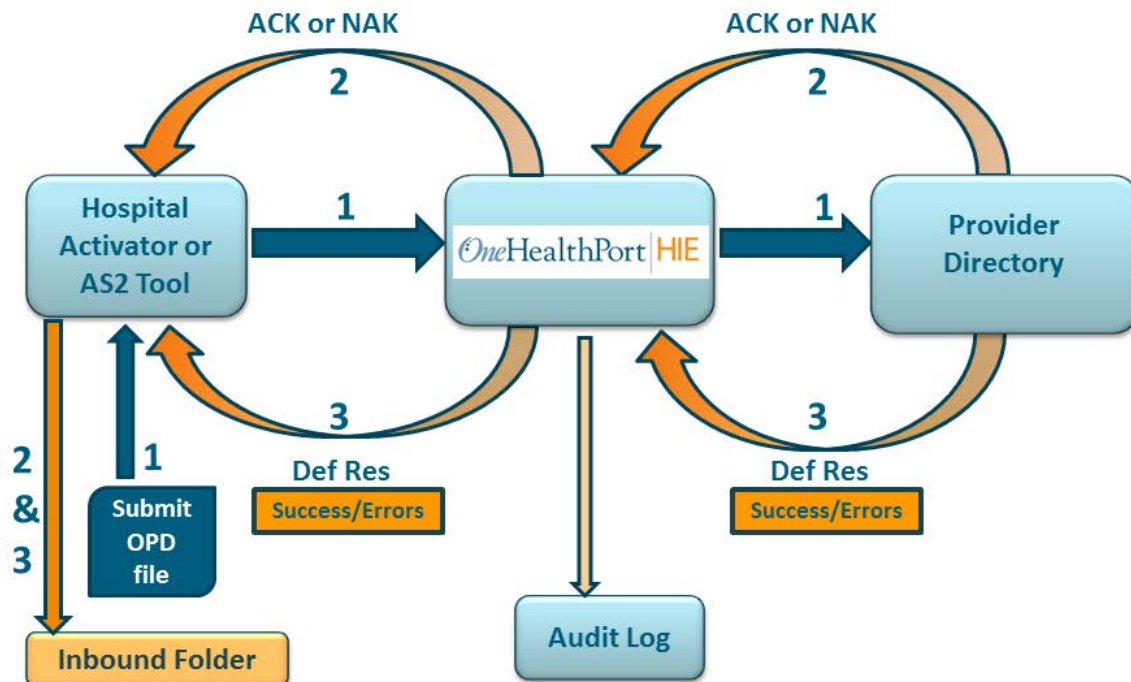 ACK or NAK
ACK or NAK
2
2
Hospital
Activator or
AS2 Tool
1
OneHealthPort HIE
1
Provider
Directory
3
3
Def Res
Def Res
Success/Errors
Success/Errors
2
&
3
1
Submit
OPD
file
Inbound Folder
Audit Log